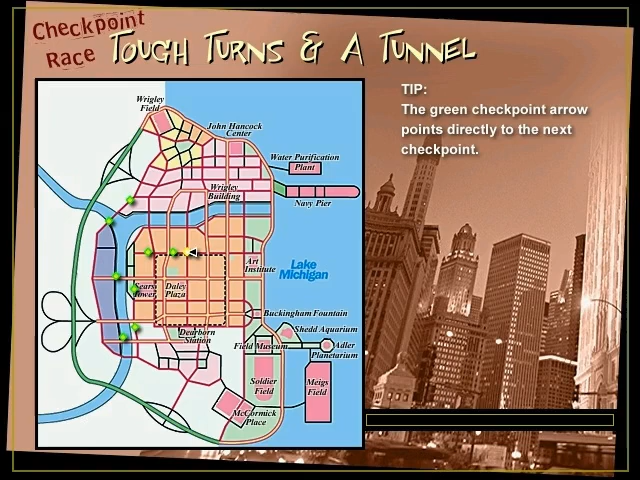 Checkpoint
Race
Tough Turns & A Tunnel
TIP:
The green checkpoint arrow
points directly to the next
checkpoint.
Wrigley
Field
John Hancock
Center
Water Purification
Plant
Wrigley
Building
Navy Pier
Art
Institute
Lake
Michigan
Sears
Tower
Daley
Plaza
Buckingham Fountain
Shedd Aquarium
Dearborn
Station
Field Museum
Adler
Planetarium
Soldier
Field
Meigs
Field
McCormick
Place